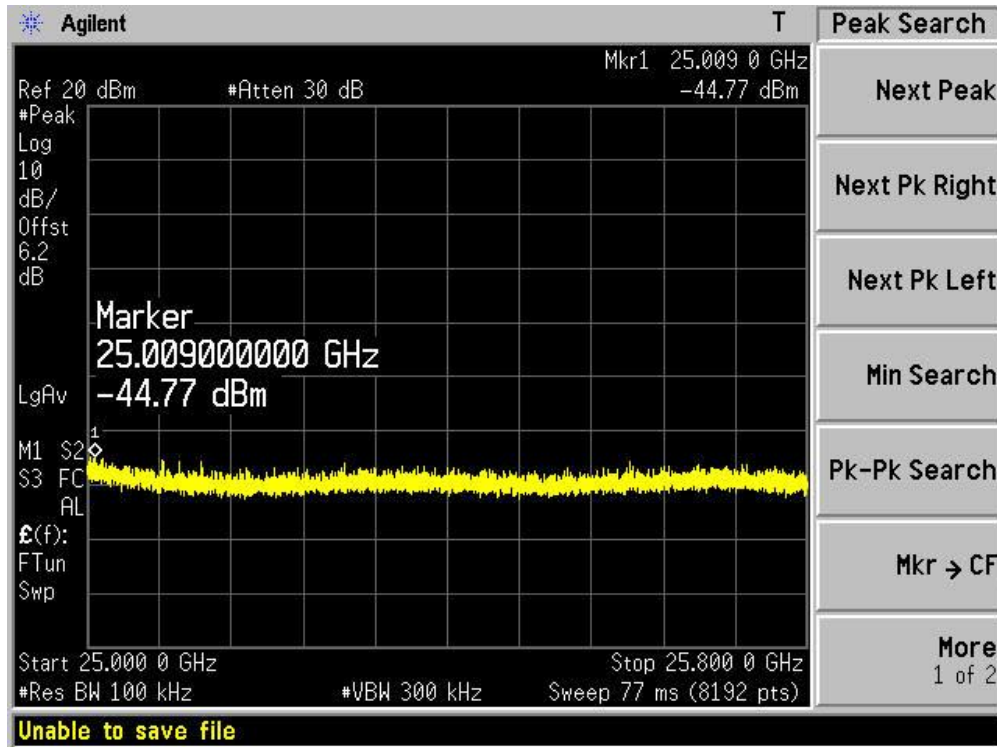 Agilent T Peak Search
Mkr1 25.009 0 GHz
Ref 20 dBm #Atten 30 dB -44.77 dBm
#Peak
Log
10
dB/
Offst
6.2
dB
Marker
25.009000000 GHz
-44.77 dBm
LgAv
1
M1 S2
S3 FC
AL
£(f):
FTun
Swp
Start 25.000 0 GHz Stop 25.800 0 GHz
#Res BW 100 kHz #VBW 300 kHz Sweep 77 ms (8192 pts)
Unable to save file
Next Peak
Next Pk Right
Next Pk Left
Min Search
Pk-Pk Search
Mkr → CF
More
1 of 2